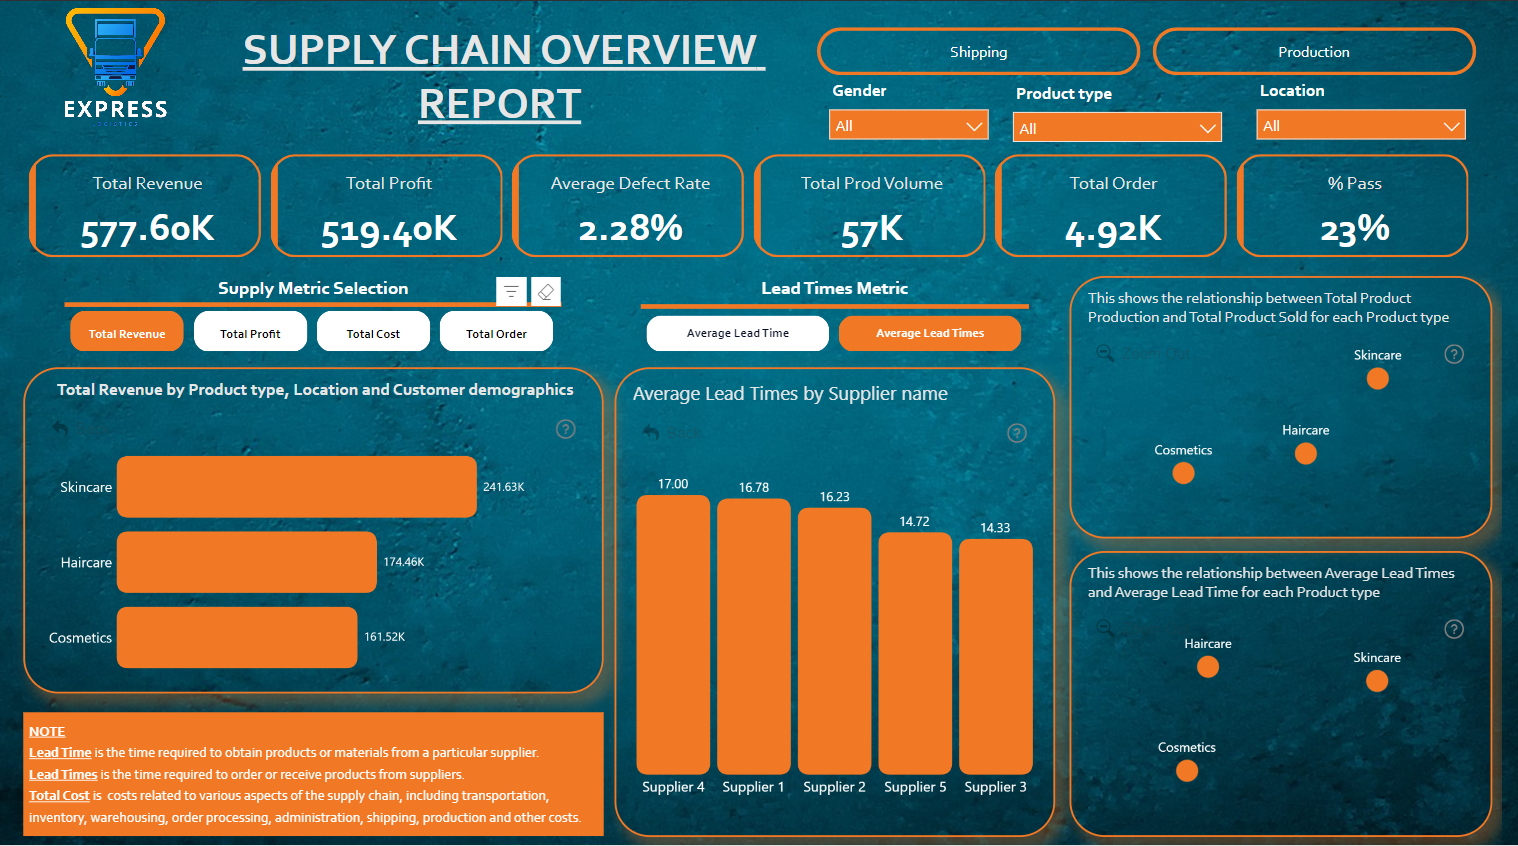 EXPRESS
LOGISTICS
SUPPLY CHAIN OVERVIEW
REPORT
Shipping
Production
Gender
Product type
Location
All
All
All
Total Revenue
577.60K
Total Profit
519.40K
Average Defect Rate
2.28%
Total Prod Volume
57K
Total Order
4.92K
% Pass
23%
Supply Metric Selection
Total Revenue
Total Profit
Total Cost
Total Order
Lead Times Metric
Average Lead Time
Average Lead Times
Total Revenue by Product type, Location and Customer demographics
?
Skincare
241.63K
Haircare
174.46K
Cosmetics
161.52K
NOTE
Lead Time is the time required to obtain products or materials from a particular supplier.
Lead Times is the time required to order or receive products from suppliers.
Total Cost is costs related to various aspects of the supply chain, including transportation,
inventory, warehousing, order processing, administration, shipping, production and other costs.
Average Lead Times by Supplier name
Back
?
17.00
16.78
16.23
14.72
14.33
Supplier 4
Supplier 1
Supplier 2
Supplier 5
Supplier 3
This shows the relationship between Total Product
Production and Total Product Sold for each Product type
?
Skincare
Haircare
Cosmetics
This shows the relationship between Average Lead Times
and Average Lead Time for each Product type
?
Haircare
Skincare
Cosmetics